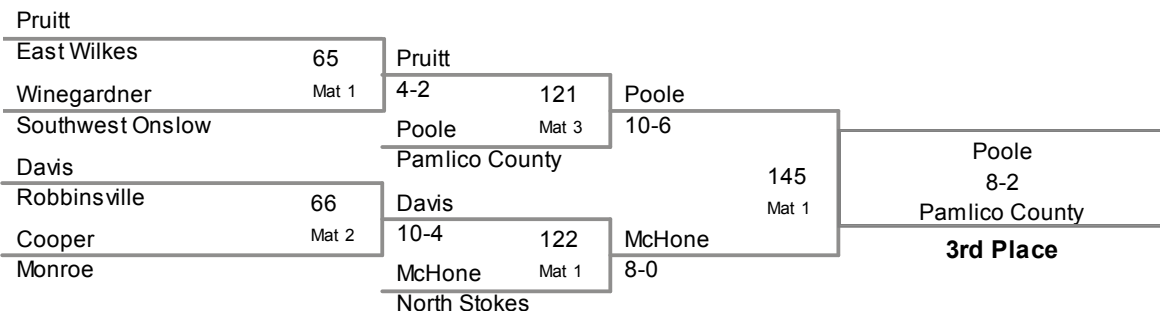 Pruitt
East Wilkes
65
Mat 1
Winegardner
Southwest Onslow
Davis
Robbinsville
66
Mat 2
Cooper
Monroe
Pruitt
4-2
121
Mat 3
Poole
Pamlico County
Davis
10-4
122
Mat 1
McHone
North Stokes
Poole
10-6
145
Mat 1
McHone
8-0
Poole
8-2
Pamlico County
3rd Place